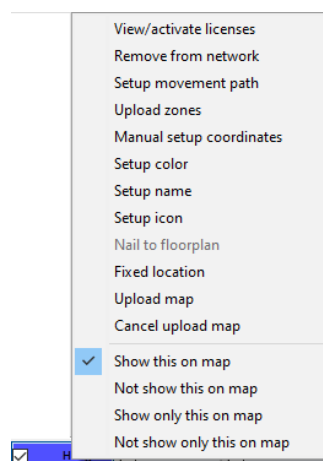 View/activate licenses
Remove from network
Setup movement path
Upload zones
Manual setup coordinates
Setup color
Setup name
Setup icon
Nail to floorplan
Fixed location
Upload map
Cancel upload map
Show this on map
Not show this on map
Show only this on map
Not show only this on map